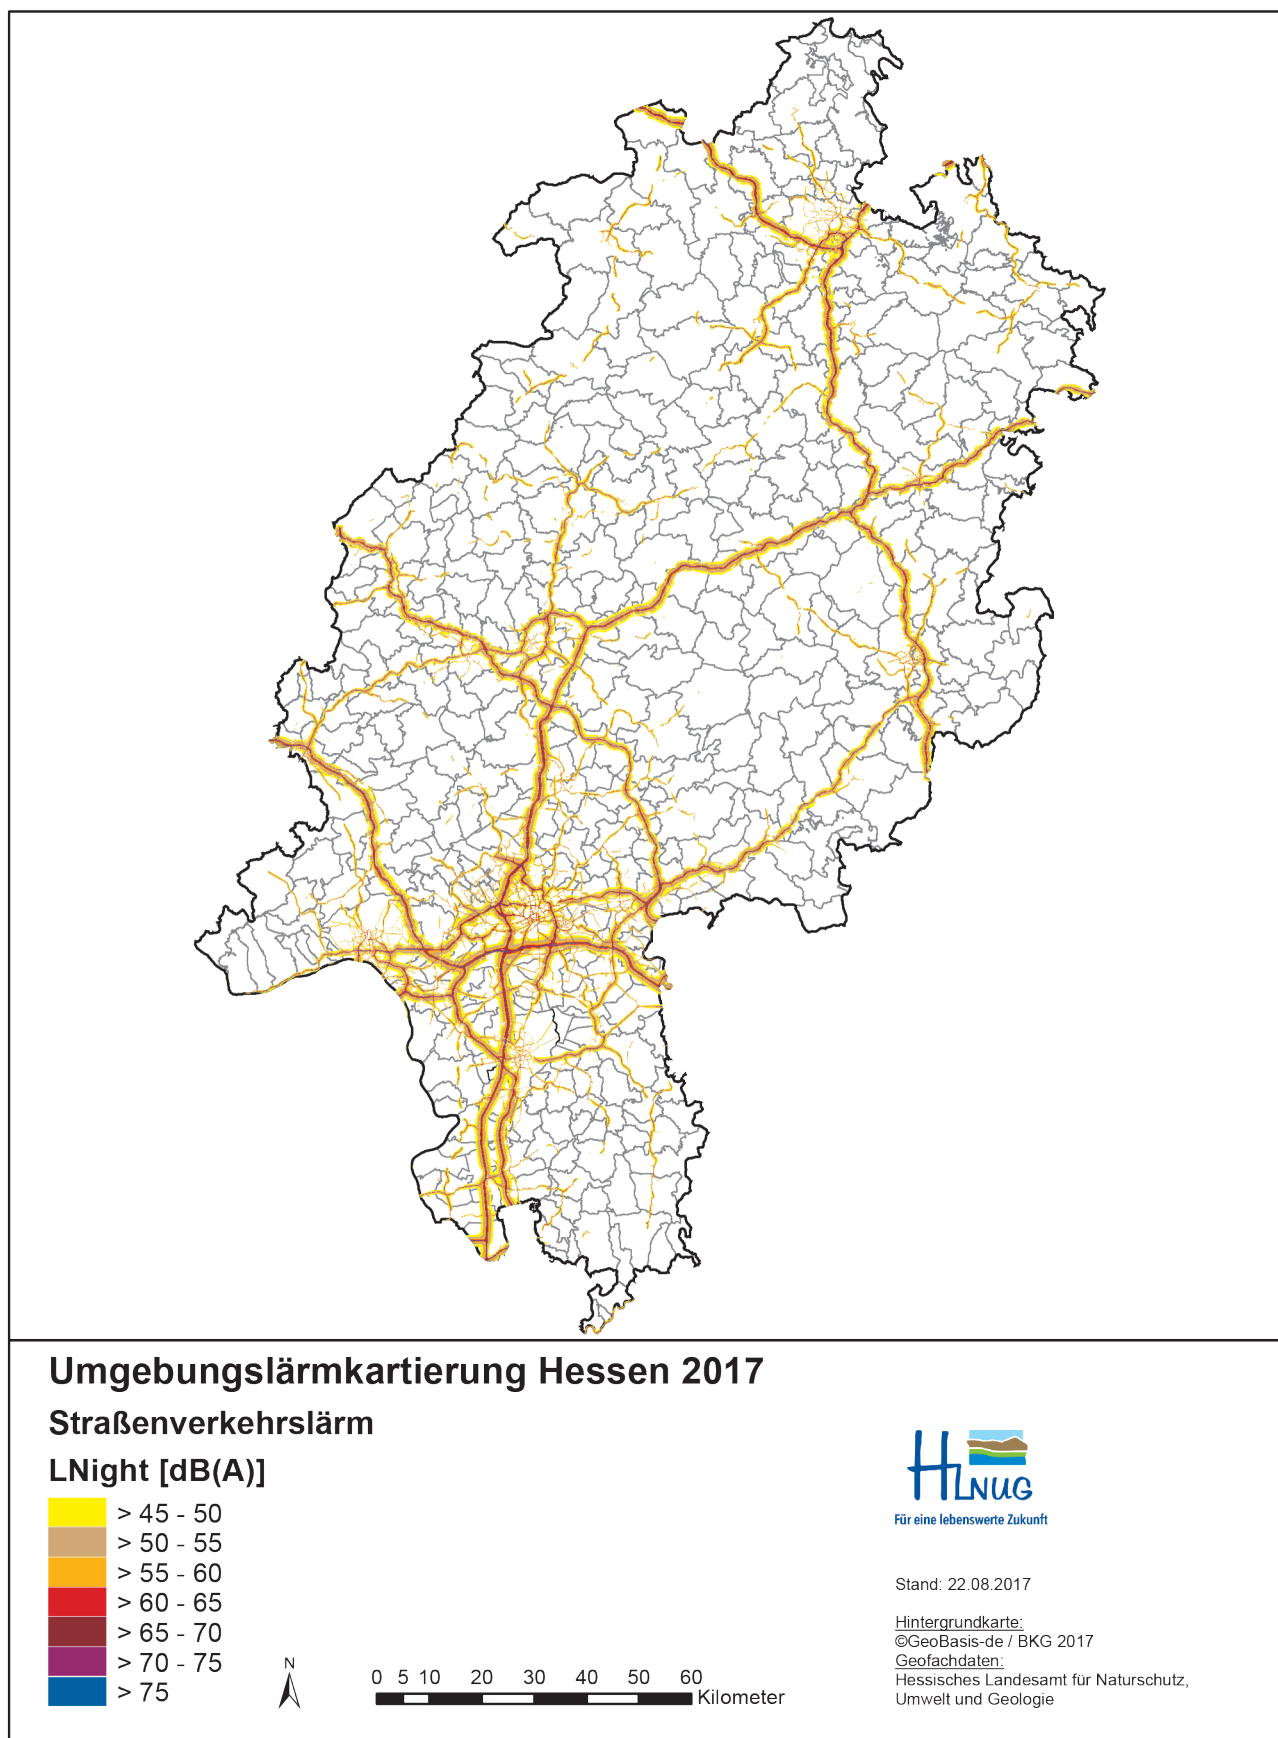 Umgebungslärmkartierung Hessen 2017
Straßenverkehrslärm
LNight [dB(A)]
> 45 - 50
> 50 - 55
> 55 - 60
> 60 - 65
> 65 - 70
> 70 - 75
> 75
N
0 5 10 20 30 40 50 60
Kilometer
HLNUG
Für eine lebenswerte Zukunft
Stand: 22.08.2017
Hintergrundkarte:
©GeoBasis-de / BKG 2017
Geofachdaten:
Hessisches Landesamt für Naturschutz,
Umwelt und Geologie